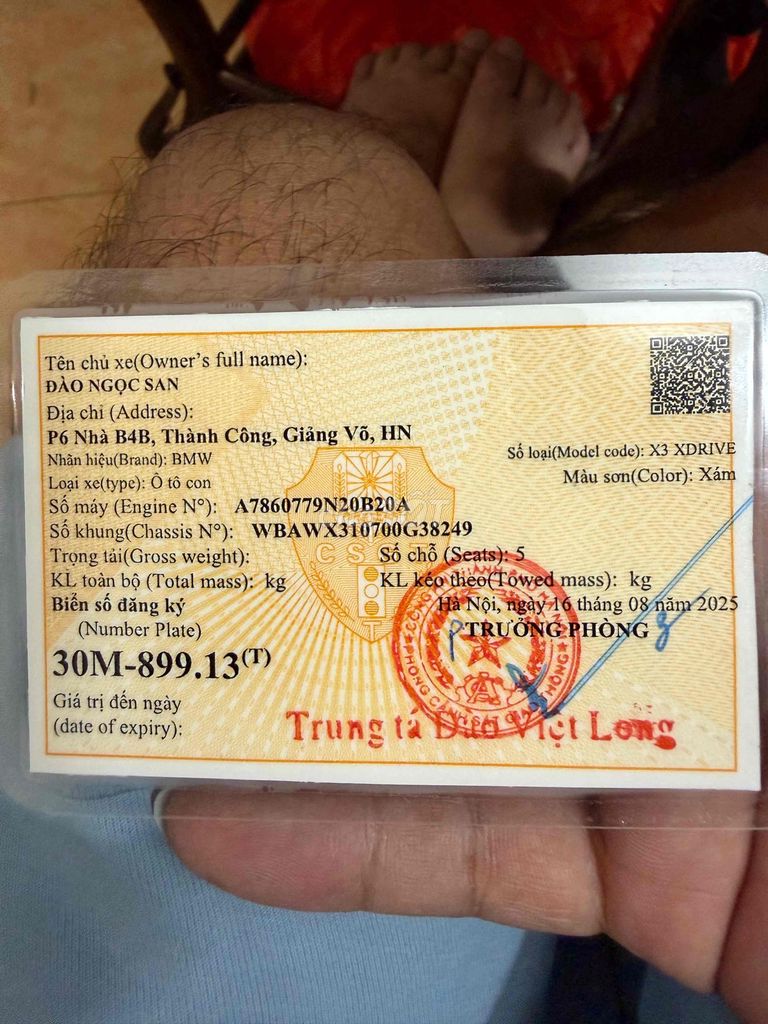 Tên chủ xe(Owner's full name):
ĐÀO NGỌC SAN
Địa chỉ (Address):
P6 Nhà B4B, Thành Công, Giảng Võ, HN
Nhãn hiệu(Brand): BMW Số loại(Model code): X3 XDRIVE
Loại xe(type): Ô tô con Màu sơn(Color): Xám
Số máy (Engine N°): A7860779N20B20A
Số khung(Chassis N°): WBAWX310700G38249
Trọng tải(Gross weight): Số chỗ (Seats): 5
KL toàn bộ (Total mass): kg KL kéo theo(Towed mass): kg
Biển số đăng ký Hà Nội, ngày 16 tháng 08 năm 2025
(Number Plate) TRƯỞNG PHÒNG
30M-899.13(T)
Giá trị đến ngày
(date of expiry):
Trung tá Đào Việt Long